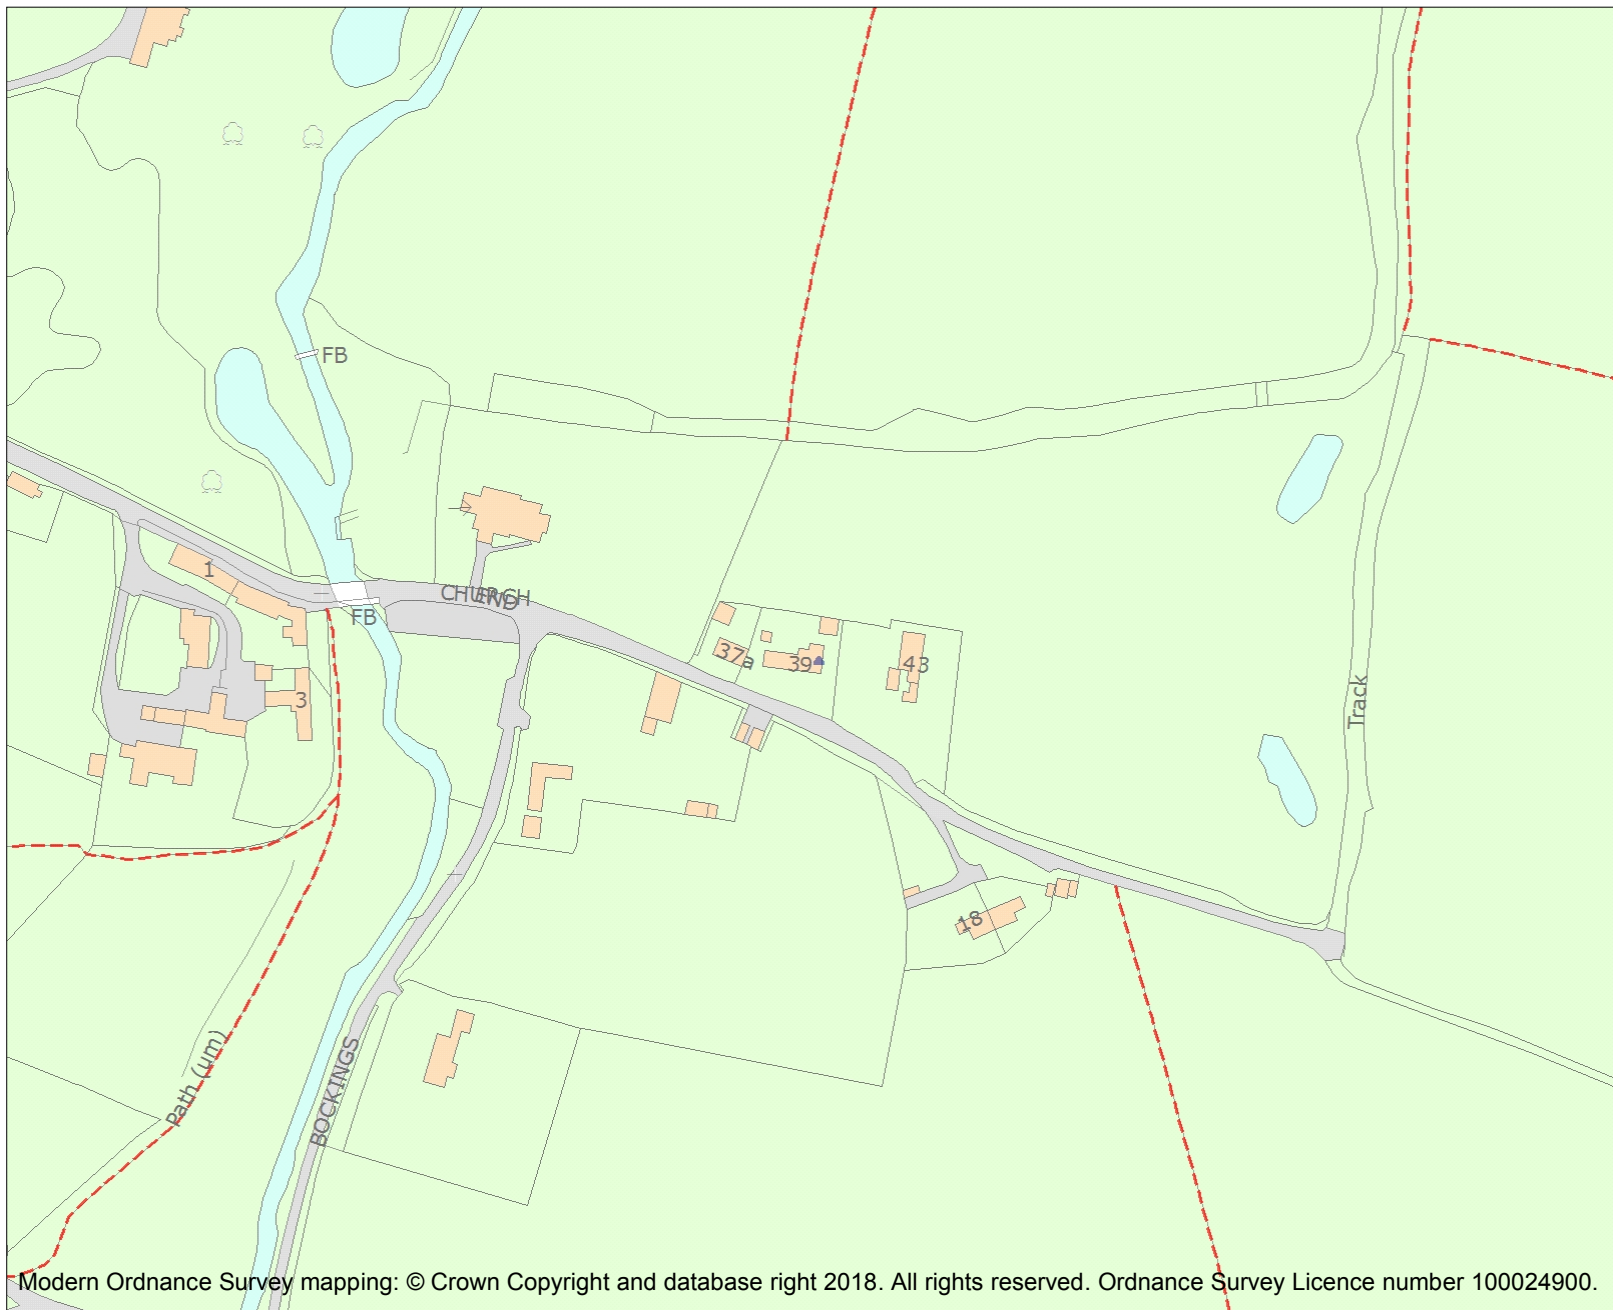 FB
1
CHURCH
END
FB
37a
39
43
3
Track
18
Path (um)
BOCKINGS
Modern Ordnance Survey mapping: © Crown Copyright and database right 2018. All rights reserved. Ordnance Survey Licence number 100024900.